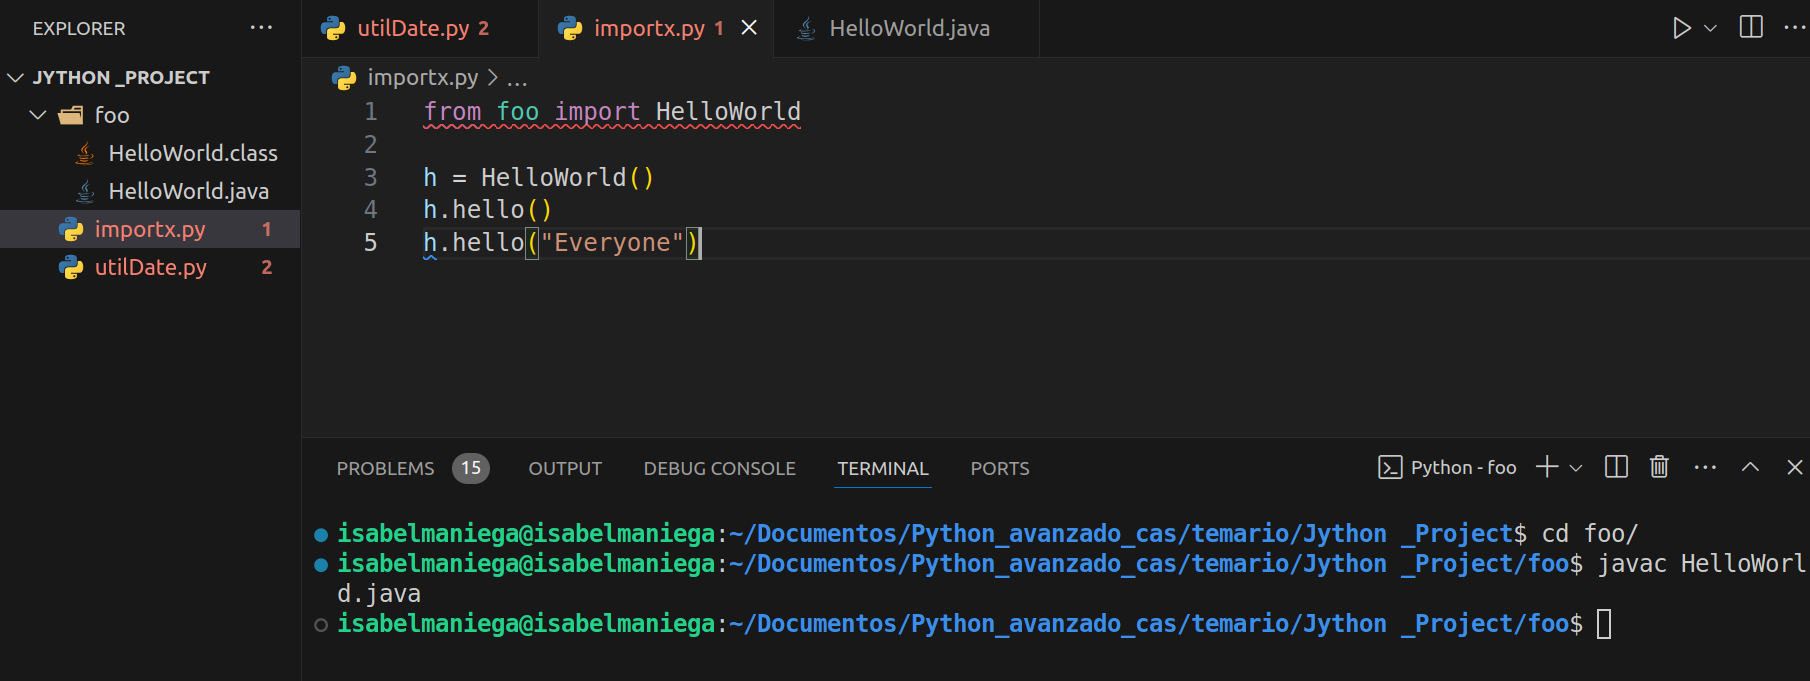 EXPLORER ...
JYTHON _PROJECT
foo
HelloWorld.class
HelloWorld.java
importx.py 1
utilDate.py 2
utilDate.py 2 importx.py 1 HelloWorld.java ...
importx.py > ...
1 from foo import HelloWorld
2
3 h = HelloWorld()
4 h.hello()
5 h.hello("Everyone")
PROBLEMS 15 OUTPUT DEBUG CONSOLE TERMINAL PORTS Python - foo ...
isabelmaniega@isabelmaniega:~/Documentos/Python_avanzado_cas/temario/Jython _Project$ cd foo/
isabelmaniega@isabelmaniega:~/Documentos/Python_avanzado_cas/temario/Jython _Project/foo$ javac HelloWorl
d.java
isabelmaniega@isabelmaniega:~/Documentos/Python_avanzado_cas/temario/Jython _Project/foo$